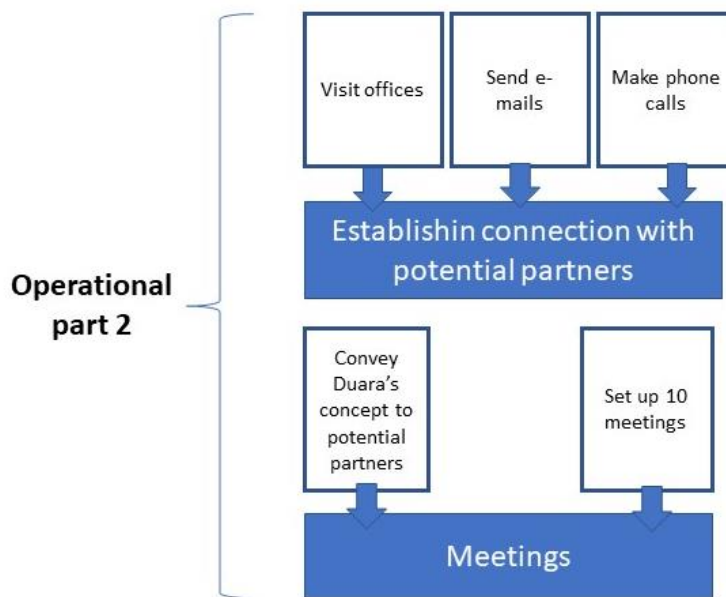 Visit offices
Send e-
mails
Make phone
calls
Establishin connection with
potential partners
Operational
part 2
Convey
Duara's
concept to
potential
partners
Set up 10
meetings
Meetings